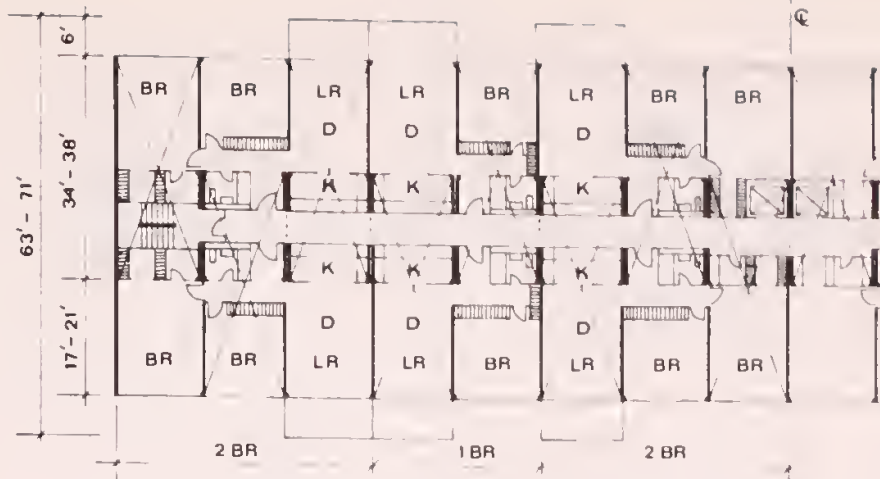 6'
34'- 38'
63' - 71'
17'- 21'
℄
BR BR LR LR BR LR BR BR
D D D
K K K
K K K
D D D
BR BR LR LR BR LR BR BR
2 BR 1 BR 2 BR